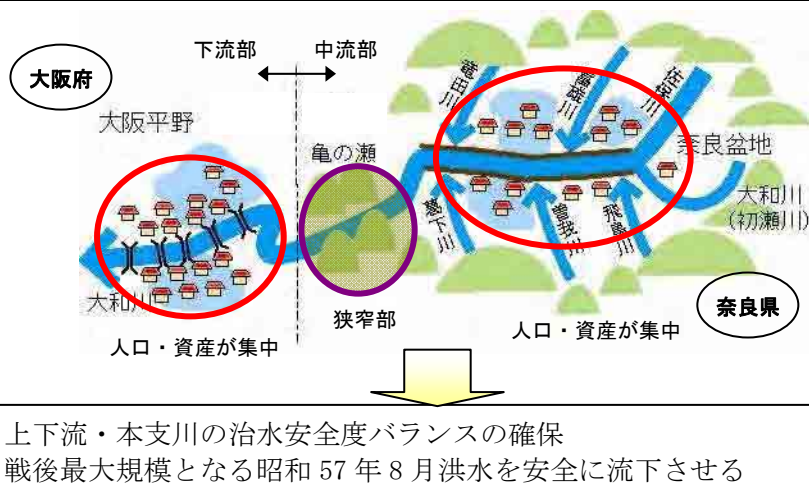 下流部
中流部
大阪府
大阪平野
亀の瀬
竜田川
富雄川
佐保川
奈良盆地
大和川
(初瀬川)
葛下川
曽我川
飛鳥川
大和川
狭窄部
奈良県
人口・資産が集中
人口・資産が集中
上下流・本支川の治水安全度バランスの確保
戦後最大規模となる昭和 57 年 8 月洪水を安全に流下させる